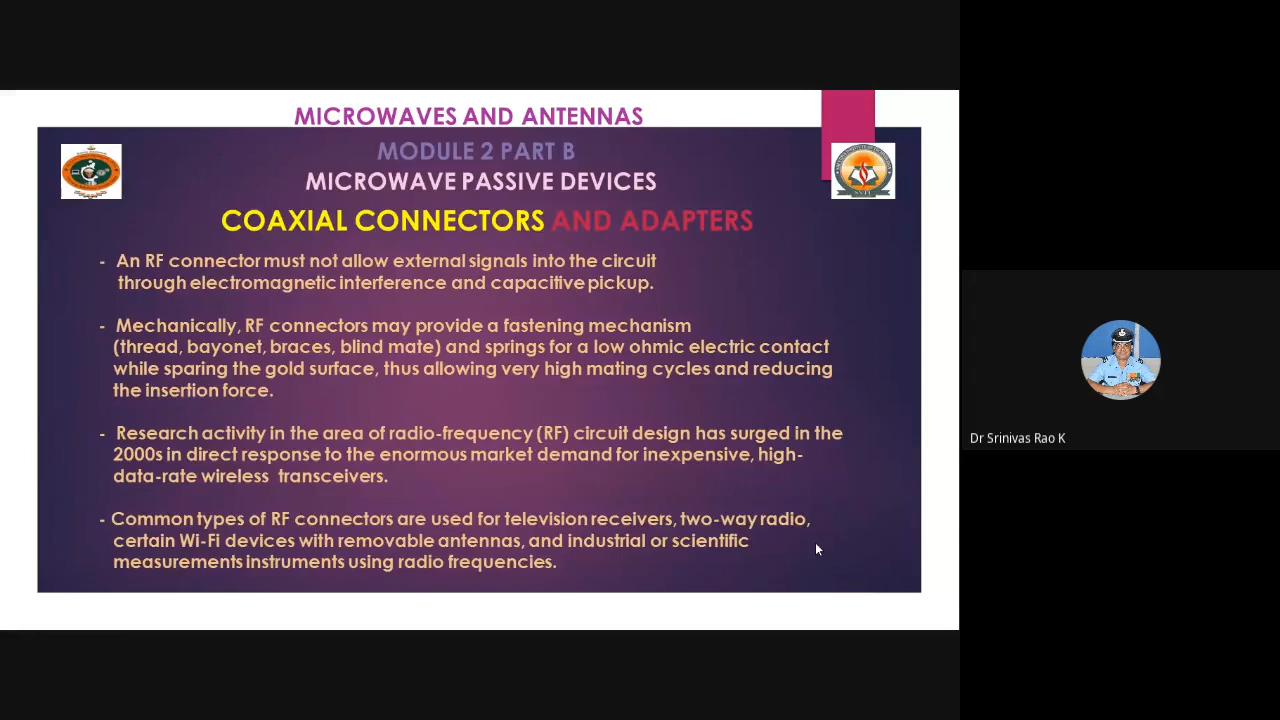 MICROWAVES AND ANTENNAS
MODULE 2 PART B
MICROWAVE PASSIVE DEVICES
COAXIAL CONNECTORS AND ADAPTERS
- An RF connector must not allow external signals into the circuit
through electromagnetic interference and capacitive pickup.
- Mechanically, RF connectors may provide a fastening mechanism
(thread, bayonet, braces, blind mate) and springs for a low ohmic electric contact
while sparing the gold surface, thus allowing very high mating cycles and reducing
the insertion force.
- Research activity in the area of radio-frequency (RF) circuit design has surged in the
2000s in direct response to the enormous market demand for inexpensive, high-
data-rate wireless transceivers.
- Common types of RF connectors are used for television receivers, two-way radio,
certain Wi-Fi devices with removable antennas, and industrial or scientific
measurements instruments using radio frequencies.
Dr Srinivas Rao K